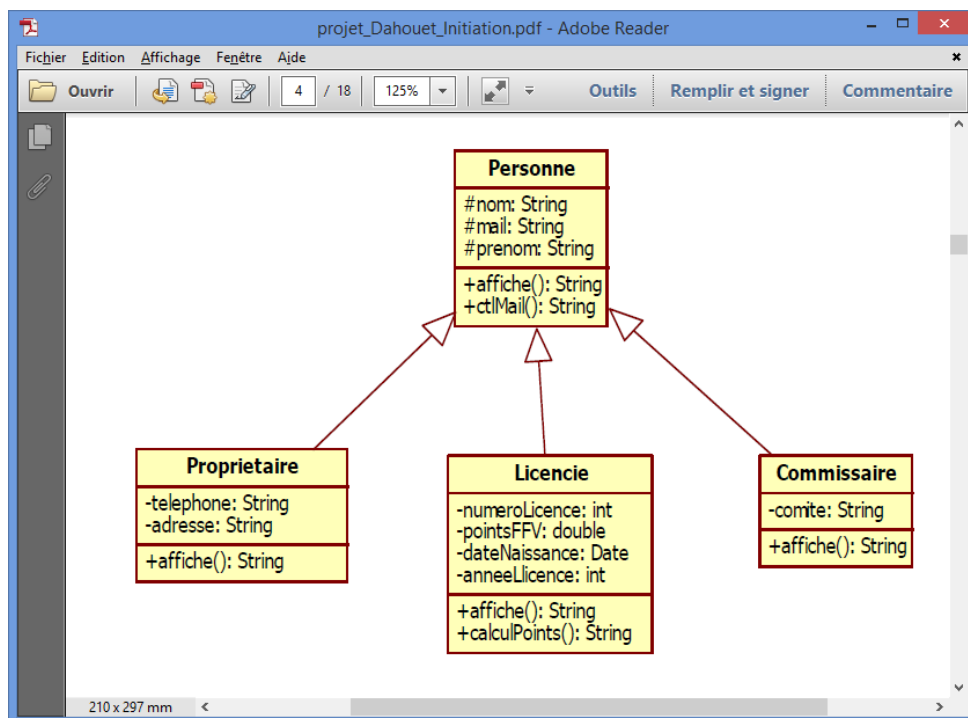 projet_Dahouet_Initiation.pdf - Adobe Reader
Fichier Edition Affichage Fenêtre Aide
Ouvrir 4 / 18 125% Outils Remplir et signer Commentaire
Personne
#nom: String
#mail: String
#prenom: String
+affiche(): String
+ctlMail(): String
Proprietaire
-telephone: String
-adresse: String
+affiche(): String
Licencie
-numeroLicence: int
-pointsFFV: double
-dateNaissance: Date
-anneeLlicence: int
+affiche(): String
+calculPoints(): String
Commissaire
-comite: String
+affiche(): String
210 x 297 mm